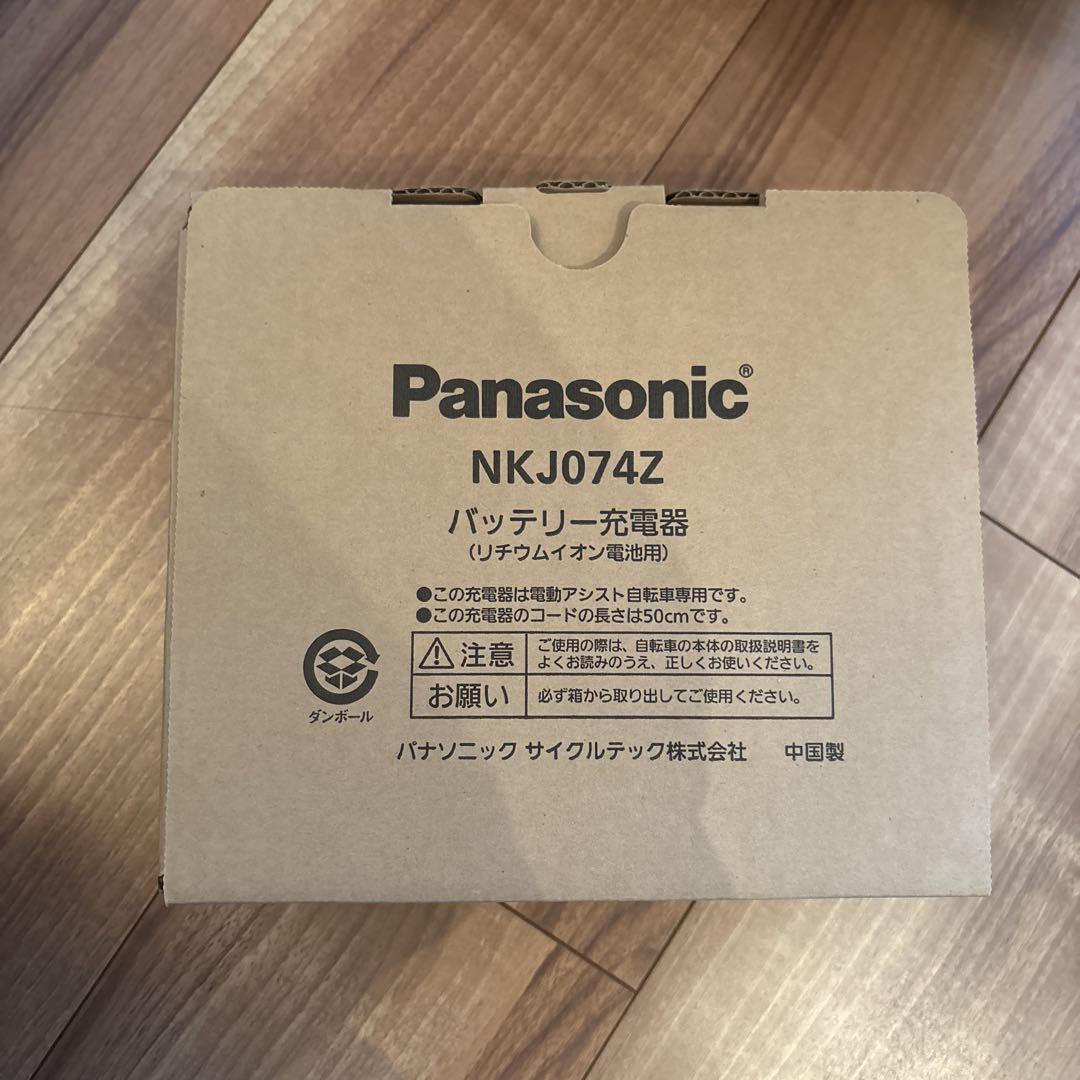 Panasonic®
NKJ074Z
バッテリー充電器
(リチウムイオン電池用)
●この充電器は電動アシスト自転車専用です。
●この充電器のコードの長さは50cmです。
注意
ご使用の際は、自転車の本体の取扱説明書を
よくお読みのうえ、正しくお使いください。
お願い
必ず箱から取り出してご使用ください。
ダンボール
パナソニック サイクルテック株式会社 中国製